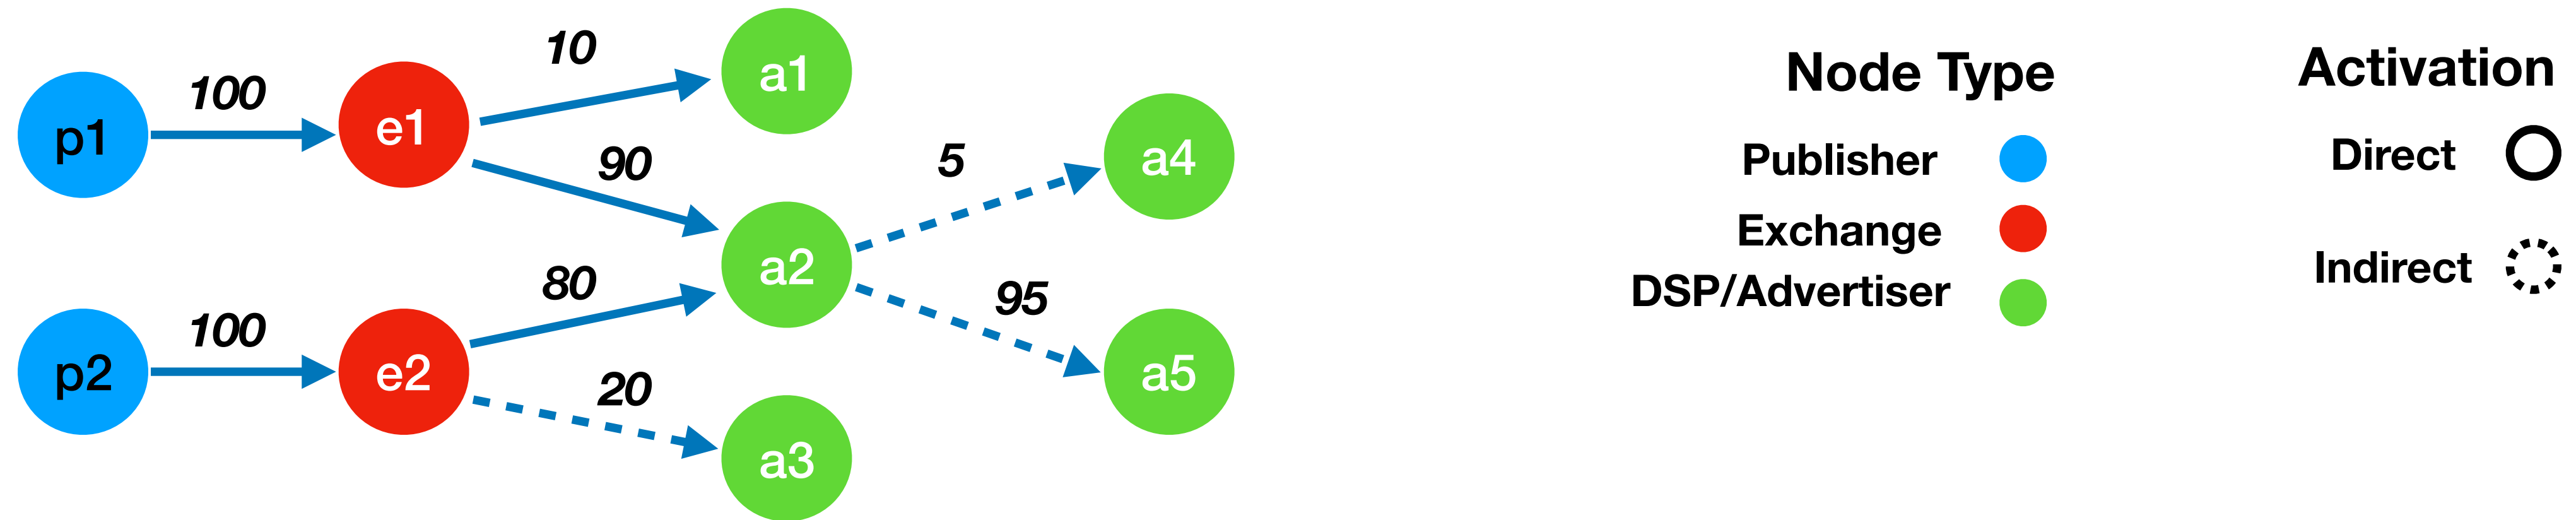 p1
100
e1
10
a1
90
a2
5
a4
95
a5
p2
100
e2
80
20
a3
Node Type
Publisher
Exchange
DSP/Advertiser
Activation
Direct
Indirect